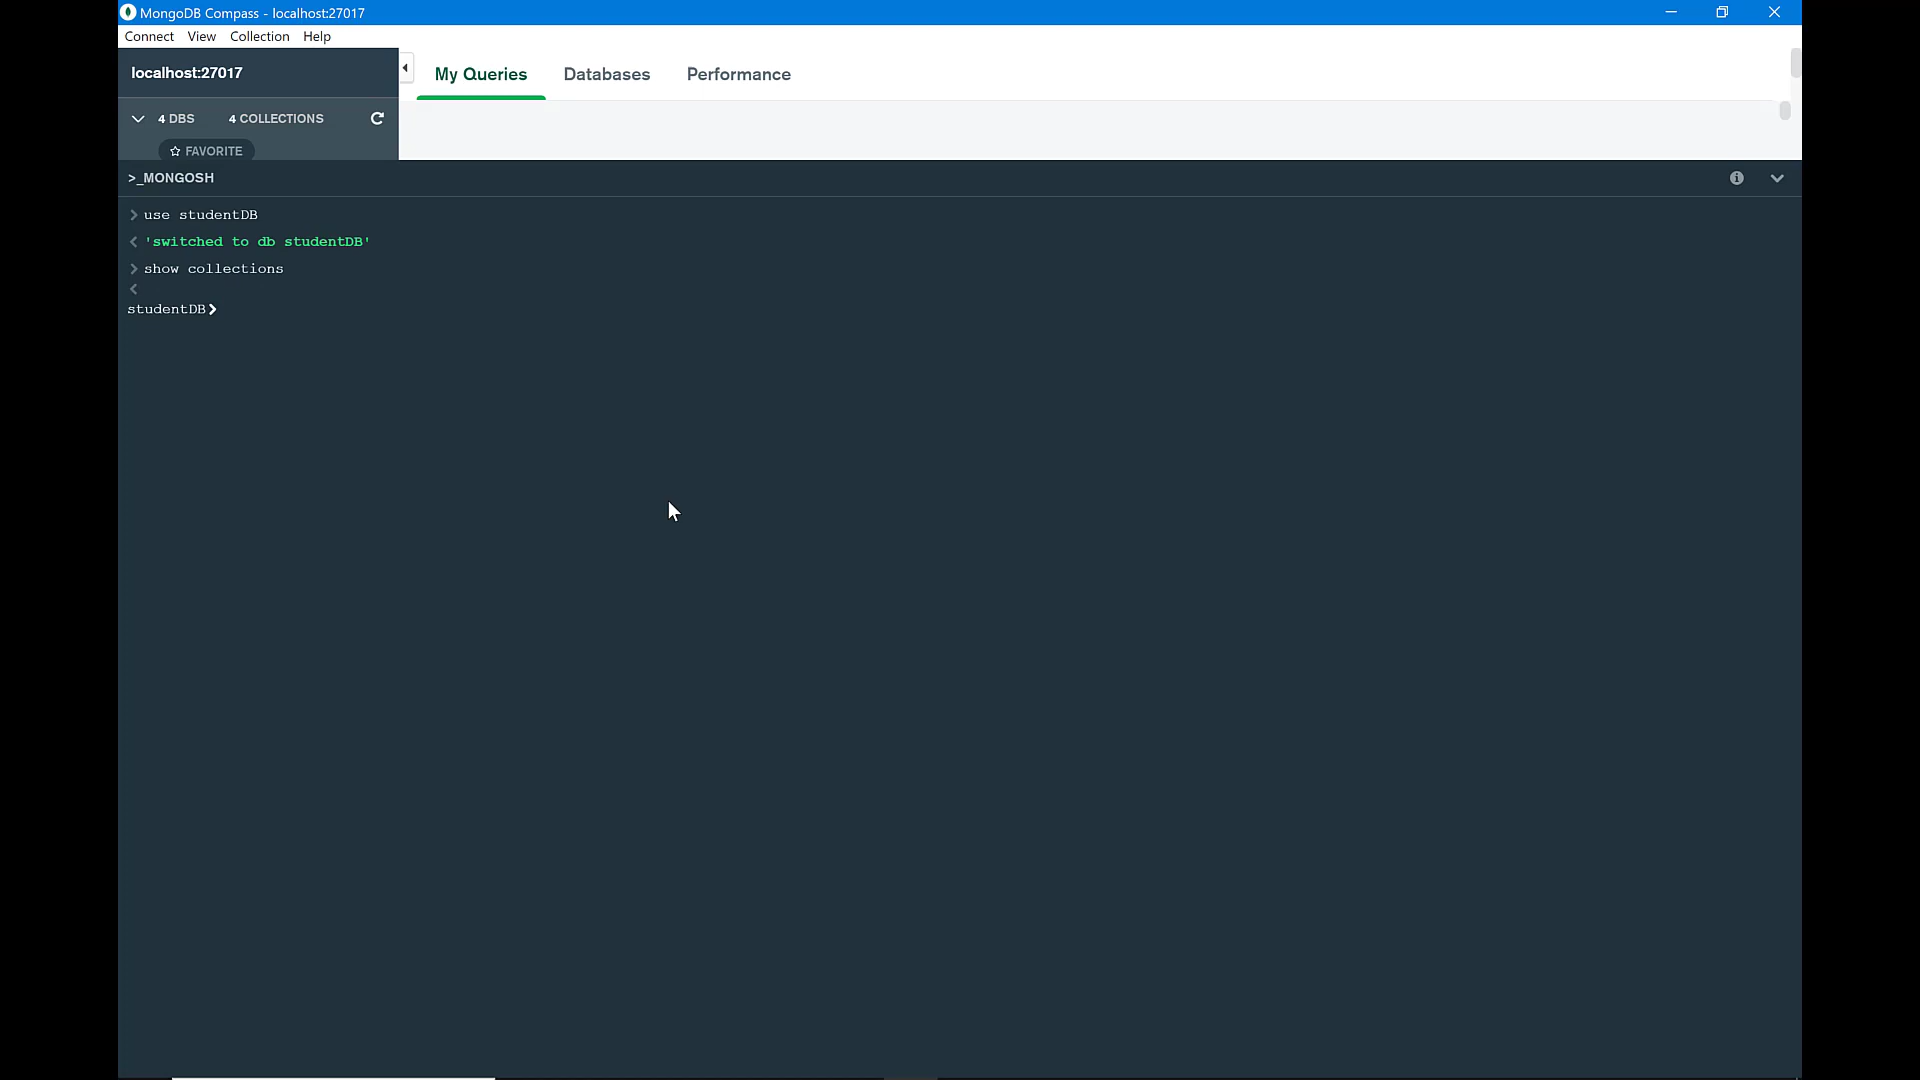 MongoDB Compass - localhost:27017
Connect View Collection Help
localhost:27017
My Queries Databases Performance
4 DBS 4 COLLECTIONS
FAVORITE
>_MONGOSH
> use studentDB
< 'switched to db studentDB'
> show collections
<
studentDB>